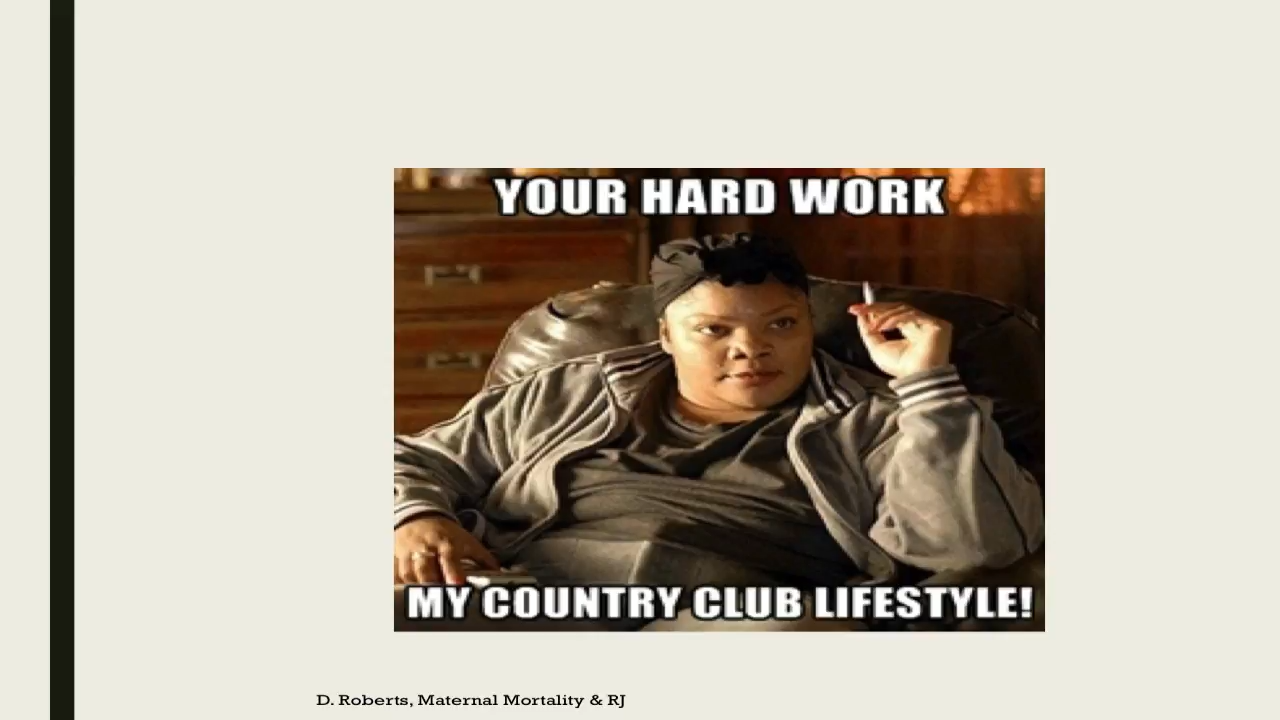 YOUR HARD WORK
MY COUNTRY CLUB LIFESTYLE!
D. Roberts, Maternal Mortality & RJ